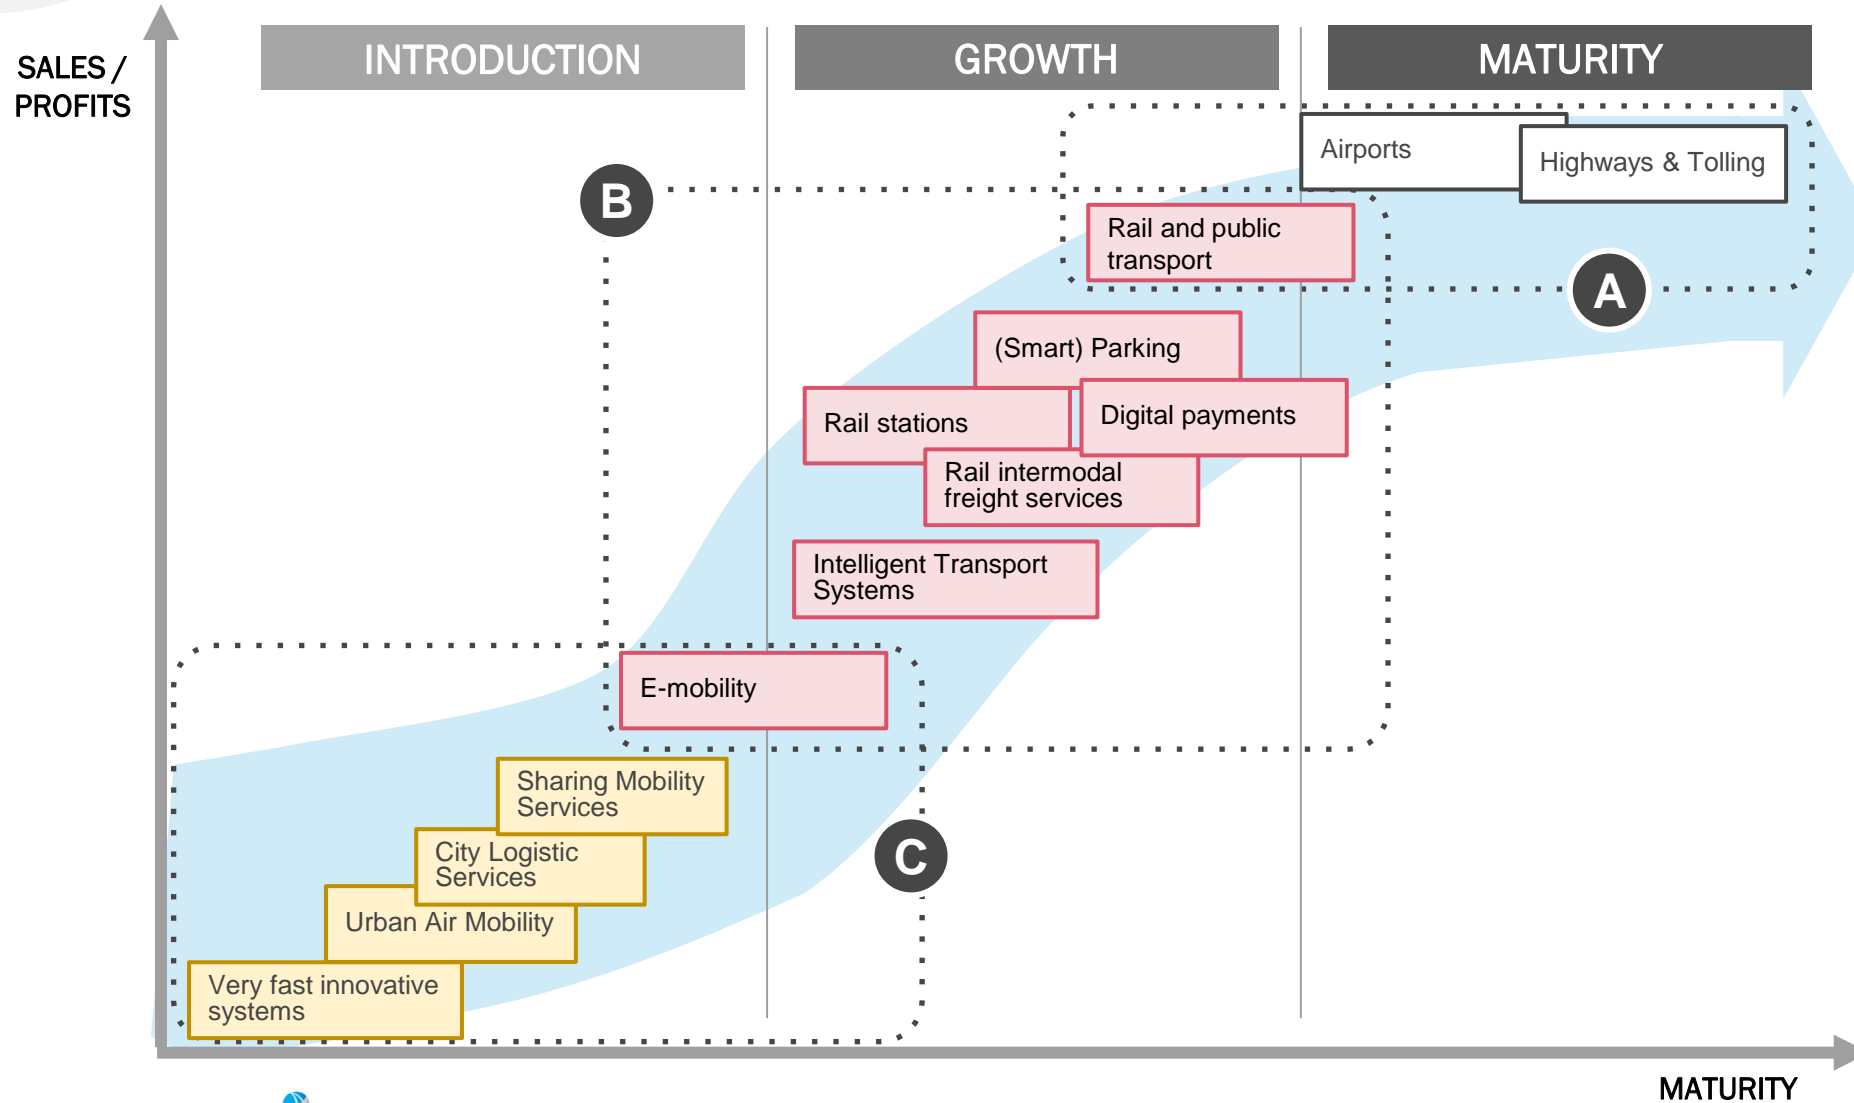 SALES /
PROFITS
INTRODUCTION
GROWTH
MATURITY
Airports
Highways & Tolling
B
Rail and public
transport
A
(Smart) Parking
Rail stations
Digital payments
Rail intermodal
freight services
Intelligent Transport
Systems
E-mobility
Sharing Mobility
Services
City Logistic
Services
C
Urban Air Mobility
Very fast innovative
systems
MATURITY